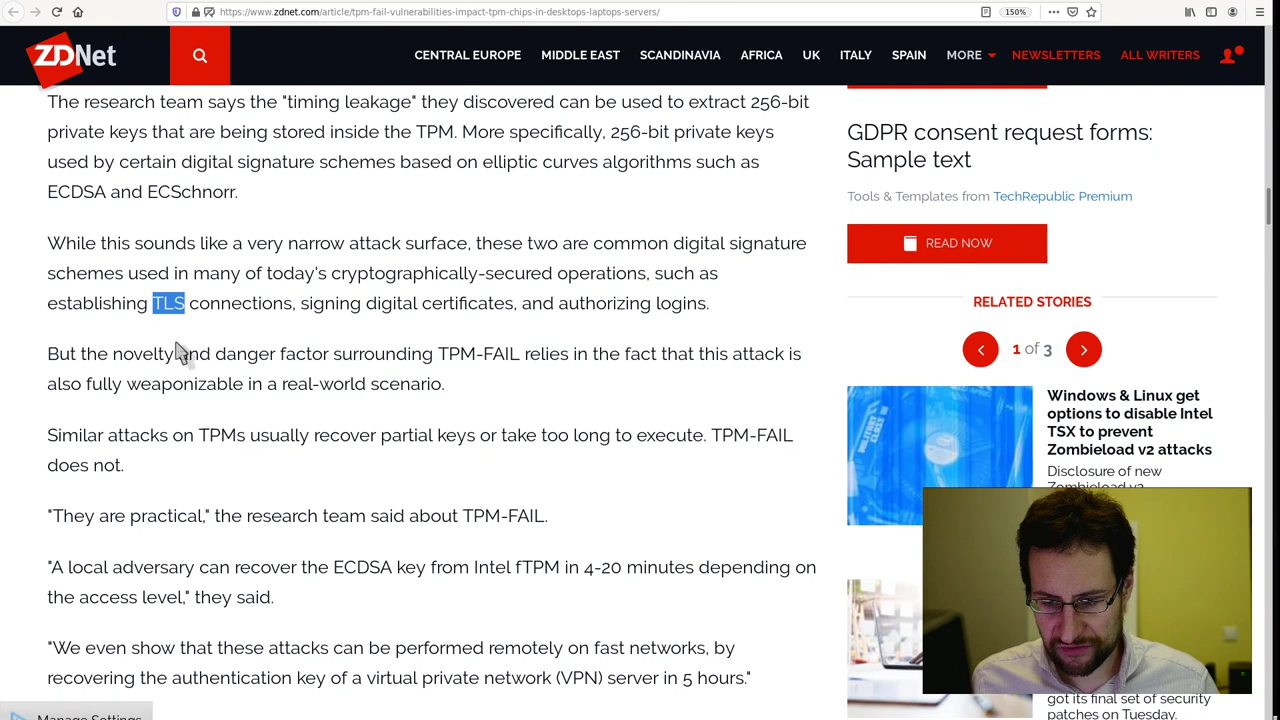 https://www.zdnet.com/article/tpm-fail-vulnerabilities-impact-tpm-chips-in-desktops-laptops-servers/
150%
ZDNet
CENTRAL EUROPE
MIDDLE EAST
SCANDINAVIA
AFRICA
UK
ITALY
SPAIN
MORE
NEWSLETTERS
ALL WRITERS
The research team says the "timing leakage" they discovered can be used to extract 256-bit
private keys that are being stored inside the TPM. More specifically, 256-bit private keys
used by certain digital signature schemes based on elliptic curves algorithms such as
ECDSA and ECSchnorr.
While this sounds like a very narrow attack surface, these two are common digital signature
schemes used in many of today's cryptographically-secured operations, such as
establishing TLS connections, signing digital certificates, and authorizing logins.
But the novelty and danger factor surrounding TPM-FAIL relies in the fact that this attack is
also fully weaponizable in a real-world scenario.
Similar attacks on TPMs usually recover partial keys or take too long to execute. TPM-FAIL
does not.
"They are practical," the research team said about TPM-FAIL.
"A local adversary can recover the ECDSA key from Intel fTPM in 4-20 minutes depending on
the access level," they said.
"We even show that these attacks can be performed remotely on fast networks, by
recovering the authentication key of a virtual private network (VPN) server in 5 hours."
Manage Settings
GDPR consent request forms:
Sample text
Tools & Templates from TechRepublic Premium
READ NOW
RELATED STORIES
1 of 3
Windows & Linux get
options to disable Intel
TSX to prevent
Zombieload v2 attacks
Disclosure of new
Zombieload v2
got its final set of security
patches on Tuesday.